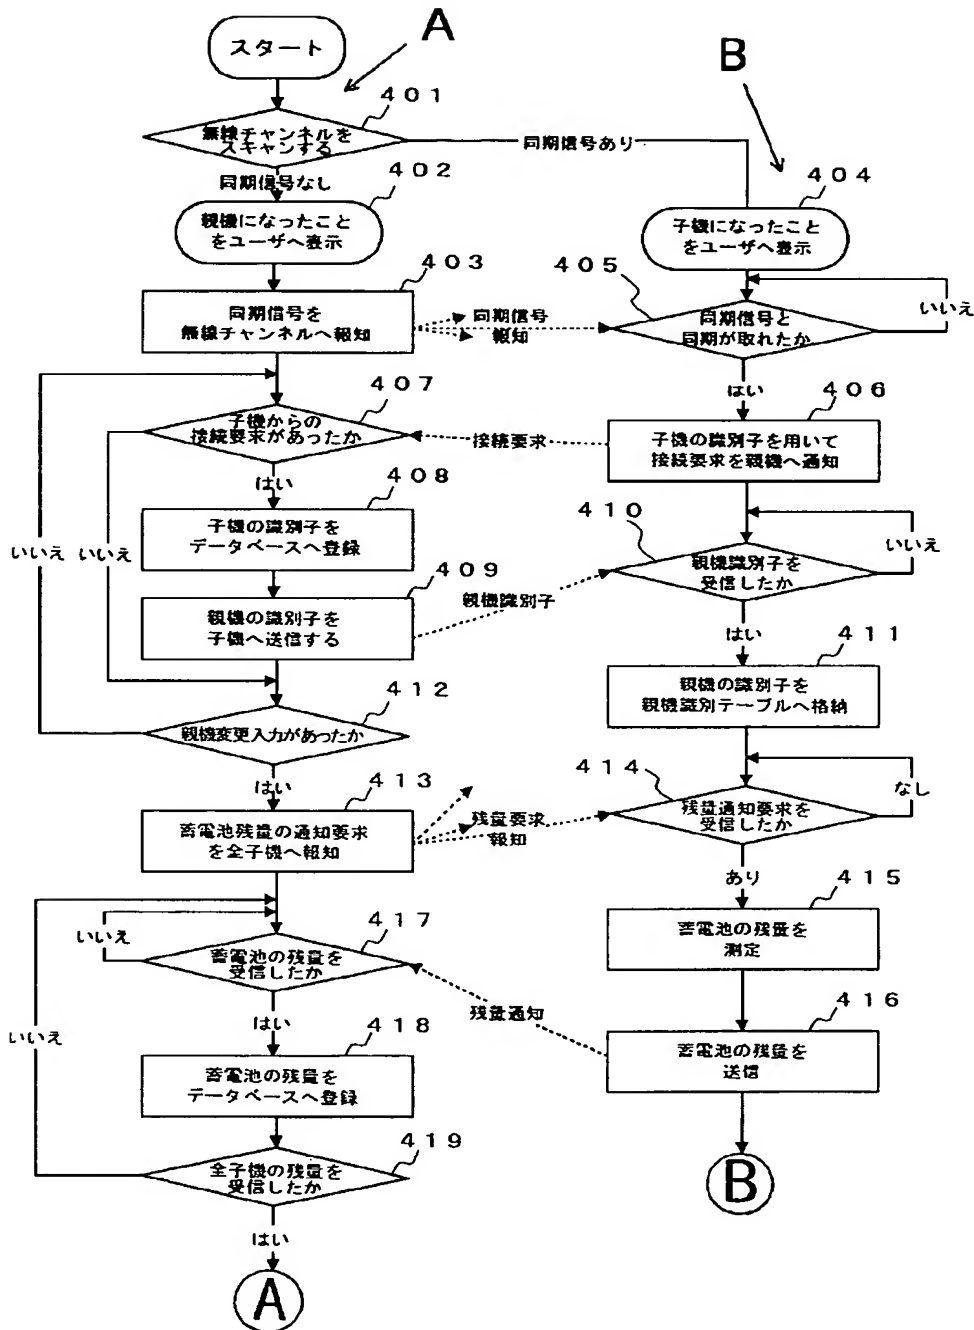 スタート
A
401
無線チャンネルを
スキャンする
同期信号あり
同期信号なし
402
親機になったこと
をユーザへ表示
403
同期信号を
無線チャンネルへ報知
同期信号
報知
407
子機からの
接続要求があったか
接続要求
はい
408
子機の識別子を
データベースへ登録
いいえ
いいえ
409
親機の識別子を
子機へ送信する
親機識別子
412
親機変更入力があったか
はい
413
蓄電池残量の通知要求
を全子機へ報知
残量要求
報知
417
いいえ
蓄電池の残量を
受信したか
残量通知
はい
いいえ
418
蓄電池の残量を
データベースへ登録
419
全子機の残量を
受信したか
はい
A
B
404
子機になったこと
をユーザへ表示
405
いいえ
同期信号と
同期が取れたか
はい
406
子機の識別子を用いて
接続要求を親機へ通知
410
いいえ
親機識別子を
受信したか
はい
411
親機の識別子を
親機識別テーブルへ格納
414
なし
残量通知要求を
受信したか
あり
415
蓄電池の残量を
測定
416
蓄電池の残量を
送信
B